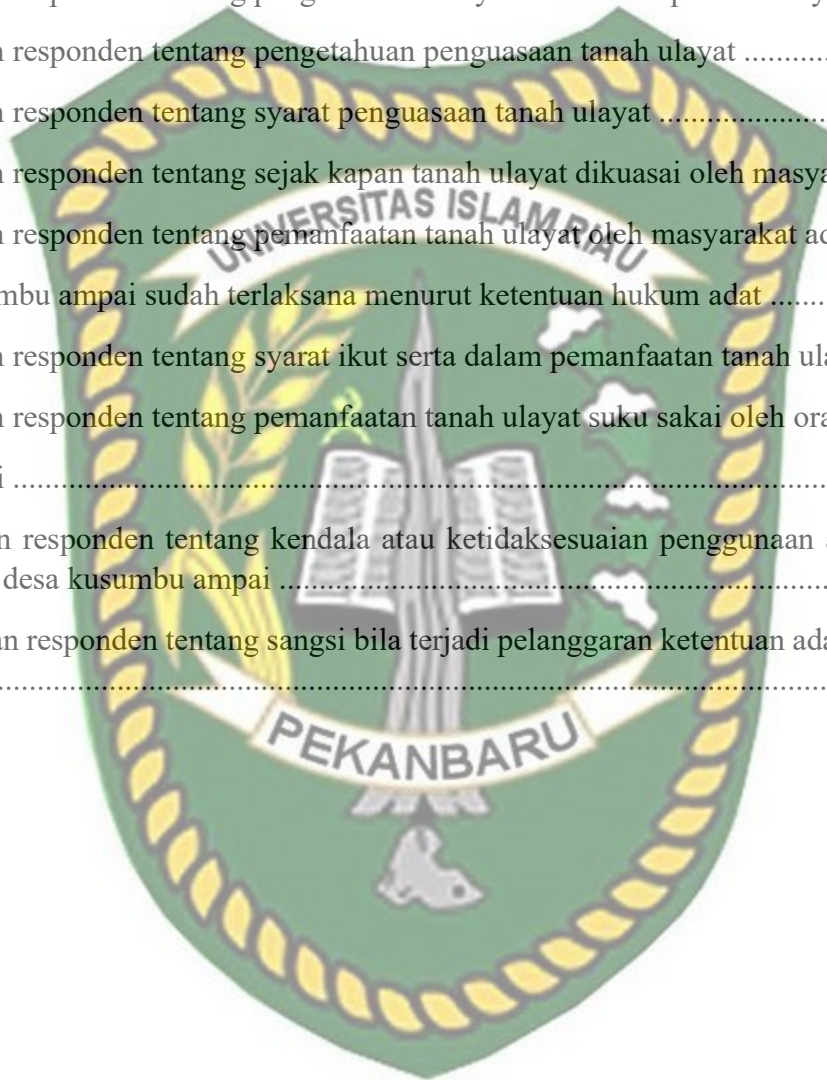 n responden tentang pengetahuan penguasaan tanah ulayat ...........
n responden tentang syarat penguasaan tanah ulayat .....................
n responden tentang sejak kapan tanah ulayat dikuasai oleh masya
UNIVERSITAS ISLAM RIAU
n responden tentang pemanfaatan tanah ulayat oleh masyarakat ad
mbu ampai sudah terlaksana menurut ketentuan hukum adat .......
n responden tentang syarat ikut serta dalam pemanfaatan tanah ula
n responden tentang pemanfaatan tanah ulayat suku sakai oleh ora
i ....................................................................................
n responden tentang kendala atau ketidaksesuaian penggunaan a
desa kusumbu ampai .........................................................
an responden tentang sangsi bila terjadi pelanggaran ketentuan ada
......................................................................................
PEKANBARU